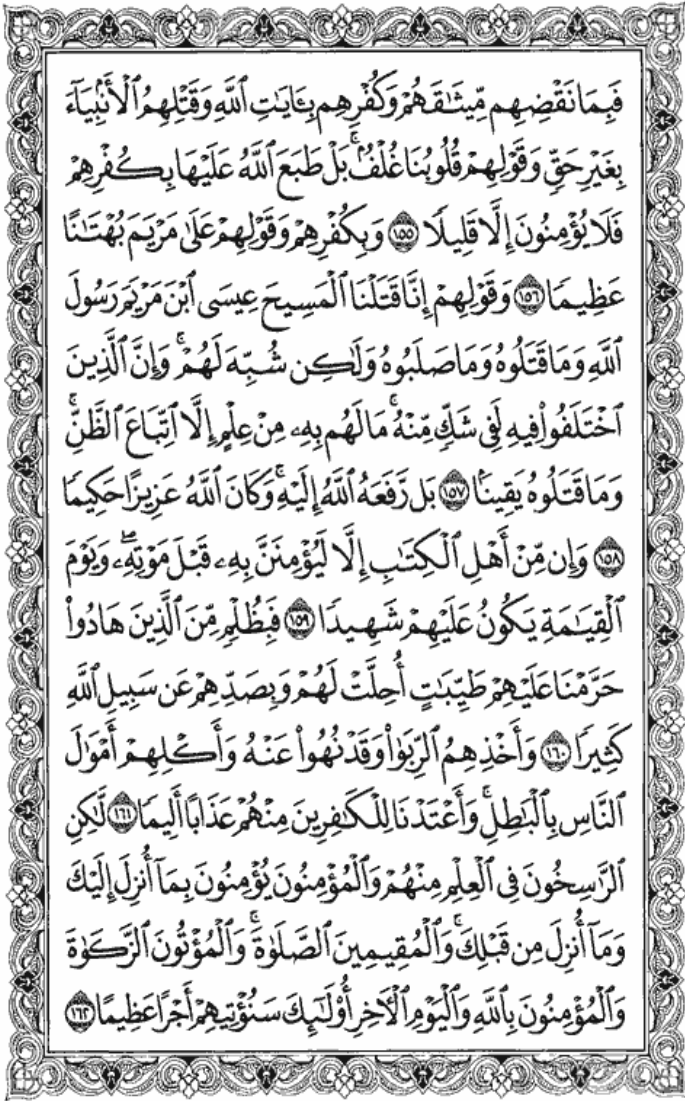 فَبِمَا نَقْضِهِم مِّيثَٰقَهُمْ وَكُفْرِهِم بِـَٔايَٰتِ ٱللَّهِ وَقَتْلِهِمُ ٱلْأَنۢبِيَآءَ
بِغَيْرِ حَقٍّ وَقَوْلِهِمْ قُلُوبُنَا غُلْفٌۢ ۚ بَلْ طَبَعَ ٱللَّهُ عَلَيْهَا بِكُفْرِهِمْ
فَلَا يُؤْمِنُونَ إِلَّا قَلِيلًا ١٥٥ وَبِكُفْرِهِمْ وَقَوْلِهِمْ عَلَىٰ مَرْيَمَ بُهْتَٰنًا
عَظِيمًا ١٥٦ وَقَوْلِهِمْ إِنَّا قَتَلْنَا ٱلْمَسِيحَ عِيسَى ٱبْنَ مَرْيَمَ رَسُولَ
ٱللَّهِ وَمَا قَتَلُوهُ وَمَا صَلَبُوهُ وَلَٰكِن شُبِّهَ لَهُمْ ۚ وَإِنَّ ٱلَّذِينَ
ٱخْتَلَفُوا۟ فِيهِ لَفِى شَكٍّ مِّنْهُ ۚ مَا لَهُم بِهِۦ مِنْ عِلْمٍ إِلَّا ٱتِّبَاعَ ٱلظَّنِّ ۚ
وَمَا قَتَلُوهُ يَقِينًۢا ١٥٧ بَل رَّفَعَهُ ٱللَّهُ إِلَيْهِ ۚ وَكَانَ ٱللَّهُ عَزِيزًا حَكِيمًا
١٥٨ وَإِن مِّنْ أَهْلِ ٱلْكِتَٰبِ إِلَّا لَيُؤْمِنَنَّ بِهِۦ قَبْلَ مَوْتِهِۦ ۖ وَيَوْمَ
ٱلْقِيَٰمَةِ يَكُونُ عَلَيْهِمْ شَهِيدًا ١٥٩ فَبِظُلْمٍ مِّنَ ٱلَّذِينَ هَادُوا۟
حَرَّمْنَا عَلَيْهِمْ طَيِّبَٰتٍ أُحِلَّتْ لَهُمْ وَبِصَدِّهِمْ عَن سَبِيلِ ٱللَّهِ
كَثِيرًا ١٦٠ وَأَخْذِهِمُ ٱلرِّبَوٰا۟ وَقَدْ نُهُوا۟ عَنْهُ وَأَكْلِهِمْ أَمْوَٰلَ
ٱلنَّاسِ بِٱلْبَٰطِلِ ۚ وَأَعْتَدْنَا لِلْكَٰفِرِينَ مِنْهُمْ عَذَابًا أَلِيمًا ١٦١ لَّٰكِنِ
ٱلرَّٰسِخُونَ فِى ٱلْعِلْمِ مِنْهُمْ وَٱلْمُؤْمِنُونَ يُؤْمِنُونَ بِمَآ أُنزِلَ إِلَيْكَ
وَمَآ أُنزِلَ مِن قَبْلِكَ ۚ وَٱلْمُقِيمِينَ ٱلصَّلَوٰةَ ۚ وَٱلْمُؤْتُونَ ٱلزَّكَوٰةَ
وَٱلْمُؤْمِنُونَ بِٱللَّهِ وَٱلْيَوْمِ ٱلْـَٔاخِرِ أُو۟لَٰٓئِكَ سَنُؤْتِيهِمْ أَجْرًا عَظِيمًا ١٦٢